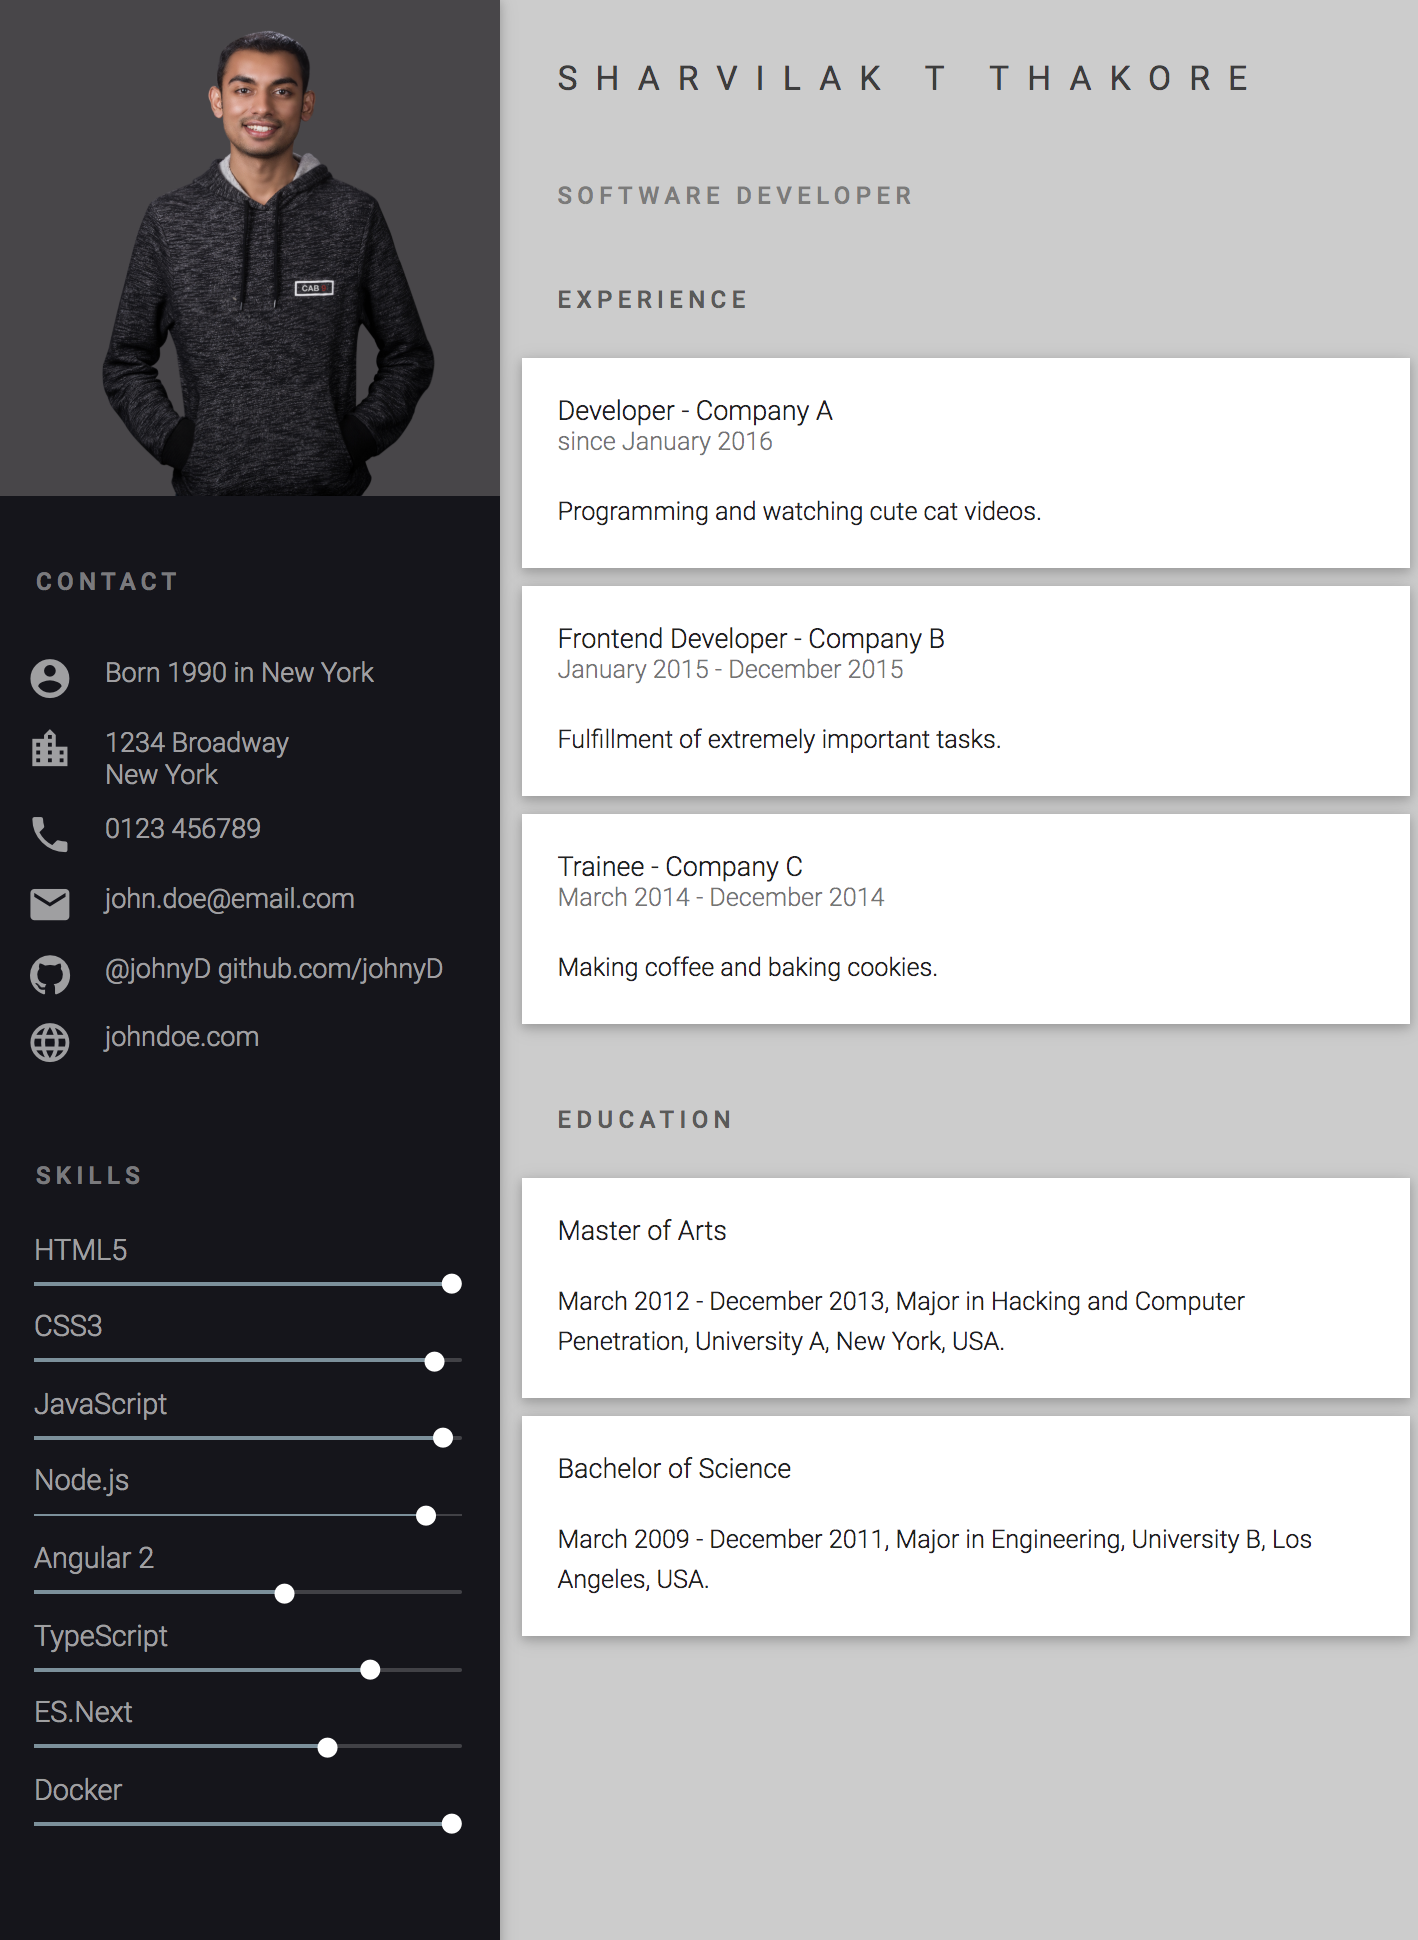 CAB
CONTACT
Born 1990 in New York
1234 Broadway
New York
0123 456789
john.doe@email.com
@johnyD github.com/johnyD
johndoe.com
SKILLS
HTML5
CSS3
JavaScript
Node.js
Angular 2
TypeScript
ES.Next
Docker
SHARVILAK T THAKORE
SOFTWARE DEVELOPER
EXPERIENCE
Developer - Company A
since January 2016
Programming and watching cute cat videos.
Frontend Developer - Company B
January 2015 - December 2015
Fulfillment of extremely important tasks.
Trainee - Company C
March 2014 - December 2014
Making coffee and baking cookies.
EDUCATION
Master of Arts
March 2012 - December 2013, Major in Hacking and Computer
Penetration, University A, New York, USA.
Bachelor of Science
March 2009 - December 2011, Major in Engineering, University B, Los
Angeles, USA.